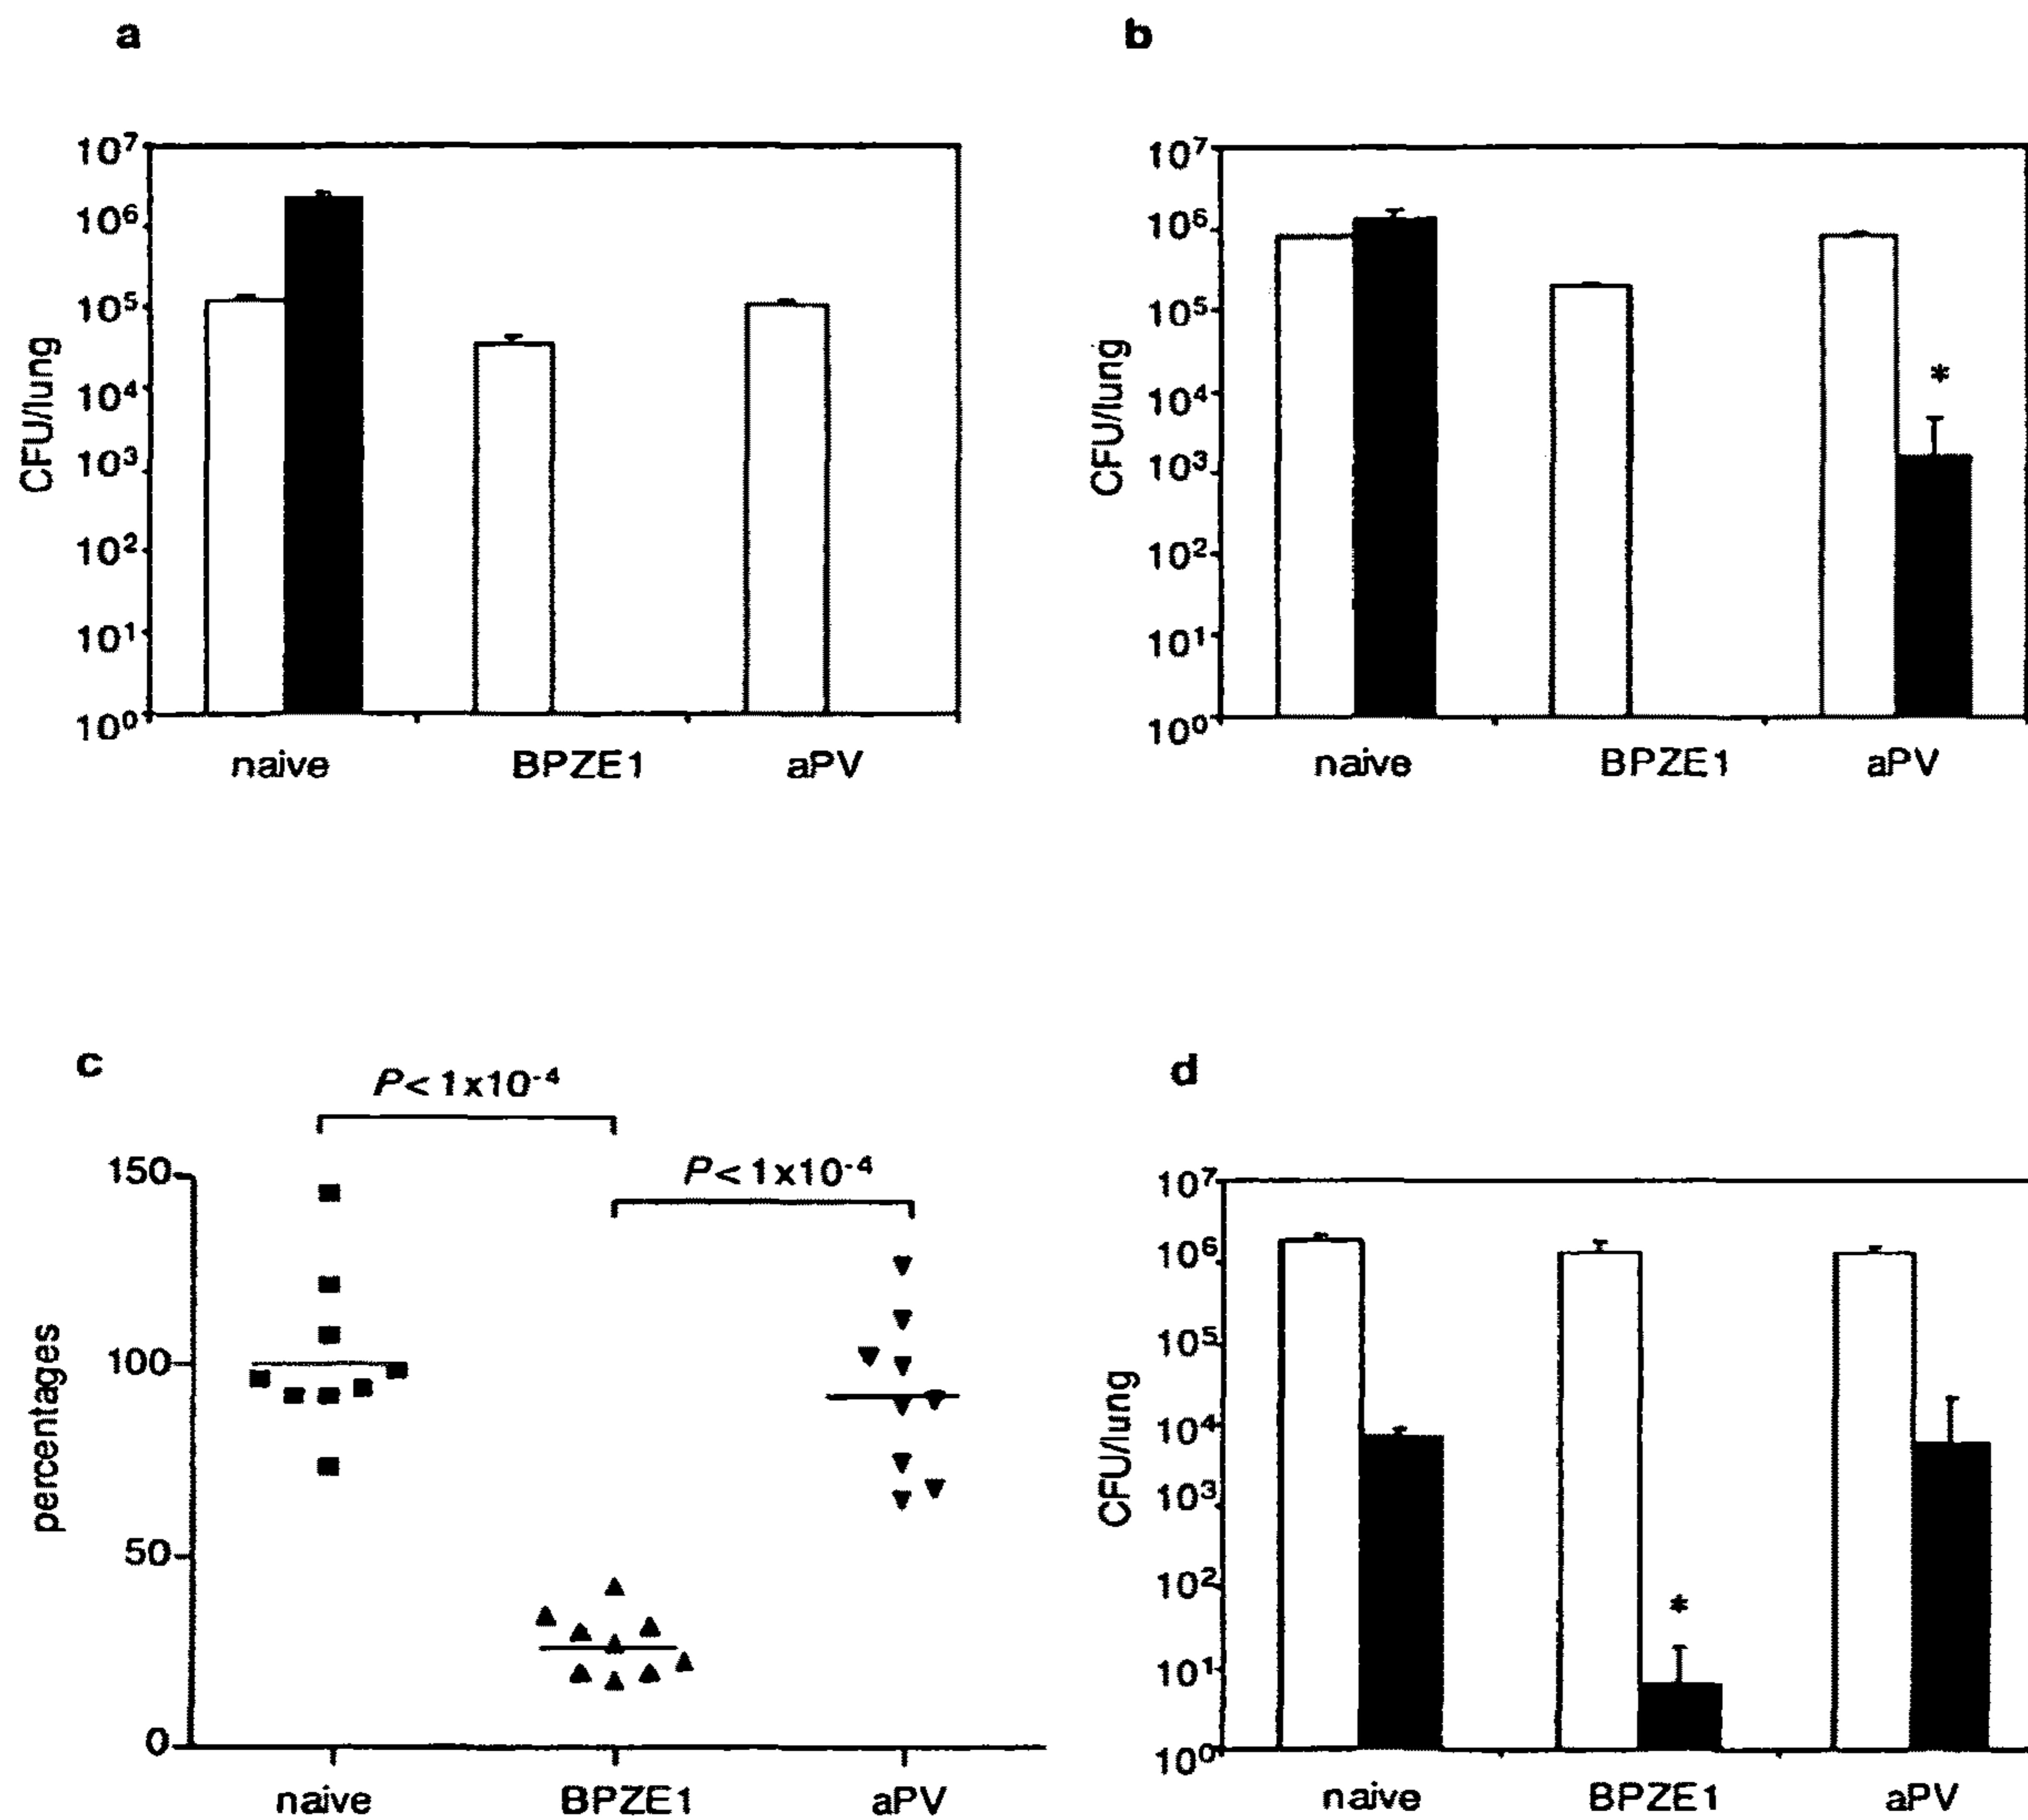 a
CFU/lung
10⁷
10⁶
10⁵
10⁴
10³
10²
10¹
10⁰
naive BPZE1 aPV
b
CFU/lung
10⁷
10⁶
10⁵
10⁴
10³
10²
10¹
10⁰
*
naive BPZE1 aPV
c
P< 1x10⁻⁴
P< 1x10⁻⁴
percentages
150
100
50
0
naive BPZE1 aPV
d
CFU/lung
10⁷
10⁶
10⁵
10⁴
10³
10²
10¹
10⁰
*
naive BPZE1 aPV